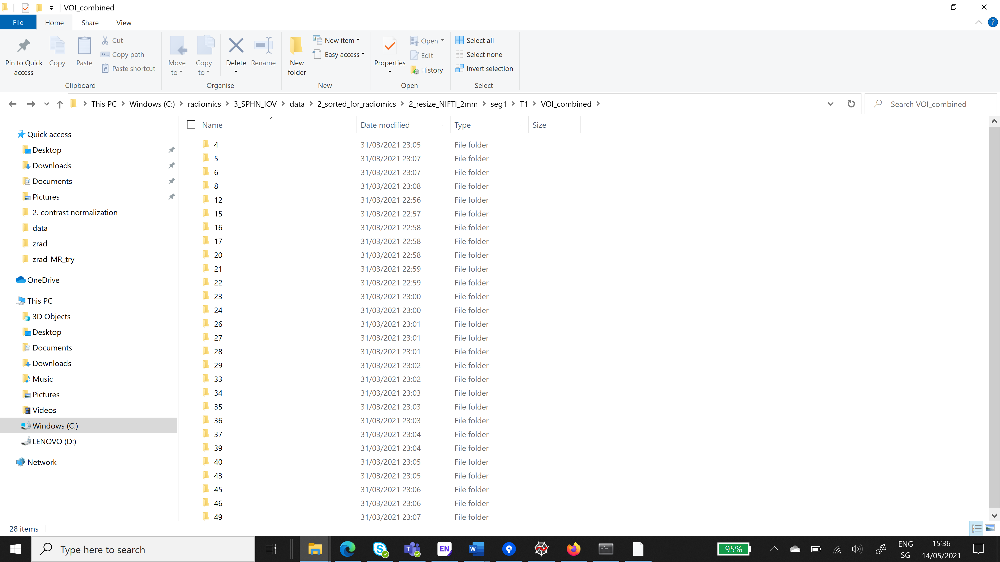 VOI_combined
File Home Share View
Pin to Quick access
Copy
Paste
Cut
Copy path
Paste shortcut
Clipboard
Move to
Copy to
Delete
Rename
Organise
New folder
New item
Easy access
New
Properties
Open
Edit
History
Open
Select all
Select none
Invert selection
Select
This PC Windows (C:) radiomics 3_SPHN_IOV data 2_sorted_for_radiomics 2_resize_NIFTI_2mm seg1 T1 VOI_combined
Search VOI_combined
Quick access
Desktop
Downloads
Documents
Pictures
2. contrast normalization
data
zrad
zrad-MR_try
OneDrive
This PC
3D Objects
Desktop
Documents
Downloads
Music
Pictures
Videos
Windows (C:)
LENOVO (D:)
Network
Name Date modified Type Size
4 31/03/2021 23:05 File folder
5 31/03/2021 23:07 File folder
6 31/03/2021 23:07 File folder
8 31/03/2021 23:08 File folder
12 31/03/2021 22:56 File folder
15 31/03/2021 22:57 File folder
16 31/03/2021 22:58 File folder
17 31/03/2021 22:58 File folder
20 31/03/2021 22:58 File folder
21 31/03/2021 22:59 File folder
22 31/03/2021 22:59 File folder
23 31/03/2021 23:00 File folder
24 31/03/2021 23:00 File folder
26 31/03/2021 23:01 File folder
27 31/03/2021 23:01 File folder
28 31/03/2021 23:01 File folder
29 31/03/2021 23:02 File folder
33 31/03/2021 23:02 File folder
34 31/03/2021 23:03 File folder
35 31/03/2021 23:03 File folder
36 31/03/2021 23:03 File folder
37 31/03/2021 23:04 File folder
39 31/03/2021 23:04 File folder
40 31/03/2021 23:05 File folder
43 31/03/2021 23:05 File folder
45 31/03/2021 23:06 File folder
46 31/03/2021 23:06 File folder
49 31/03/2021 23:07 File folder
28 items
Type here to search
EN
95%
ENG
SG
15:36
14/05/2021